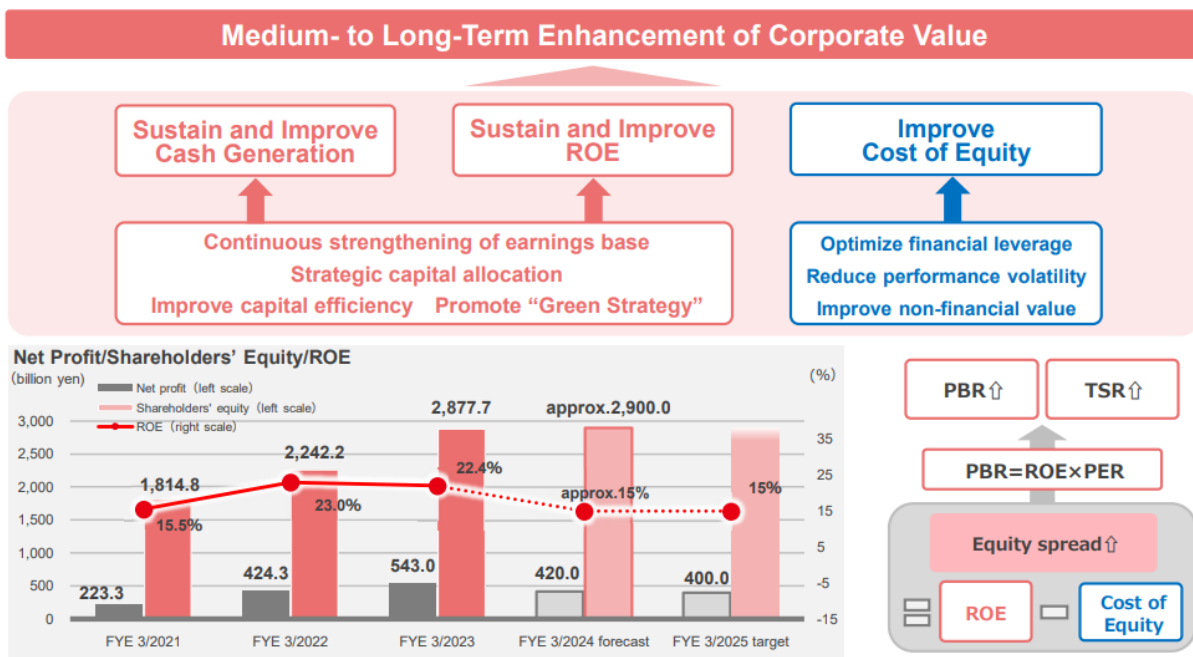 Medium- to Long-Term Enhancement of Corporate Value
Sustain and Improve
Cash Generation
Sustain and Improve
ROE
Improve
Cost of Equity
Continuous strengthening of earnings base
Strategic capital allocation
Improve capital efficiency Promote “Green Strategy”
Optimize financial leverage
Reduce performance volatility
Improve non-financial value
Net Profit/Shareholders’ Equity/ROE
(billion yen)
(%)
Net profit (left scale)
Shareholders’ equity (left scale)
ROE (right scale)
3,000
2,500
2,000
1,500
1,000
500
0
35
25
15
5
-5
-15
1,814.8
2,242.2
2,877.7
approx.2,900.0
15.5%
23.0%
22.4%
approx.15%
15%
223.3
424.3
543.0
420.0
400.0
FYE 3/2021
FYE 3/2022
FYE 3/2023
FYE 3/2024 forecast
FYE 3/2025 target
PBR⇧
TSR⇧
PBR=ROE×PER
Equity spread⇧
=
ROE
−
Cost of
Equity